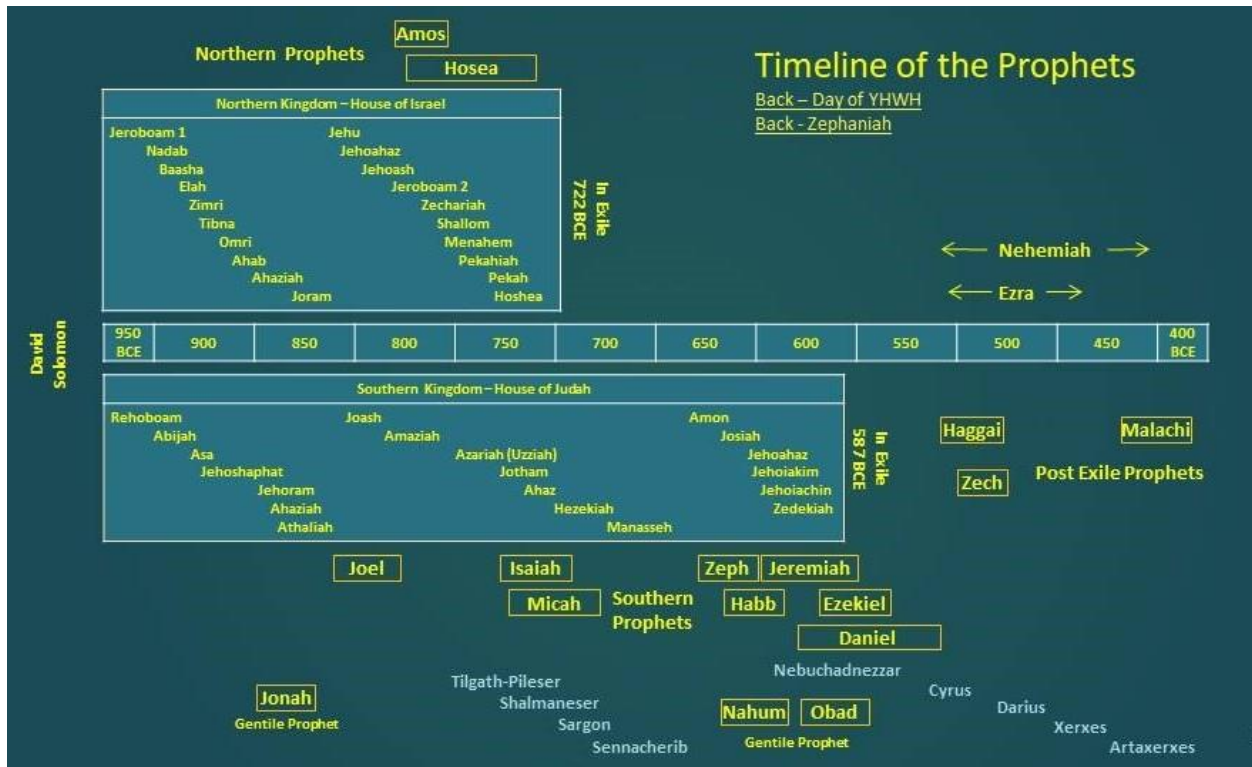 Amos
Northern Prophets
Hosea
Timeline of the Prophets
Back – Day of YHWH
Back - Zephaniah
Northern Kingdom – House of Israel
Jeroboam 1
Nadab
Baasha
Elah
Zimri
Tibna
Omri
Ahab
Ahaziah
Joram
Jehu
Jehoahaz
Jehoash
Jeroboam 2
Zechariah
Shallom
Menahem
Pekahiah
Pekah
Hoshea
In Exile
722 BCE
Nehemiah
Ezra
David
Solomon
950 BCE
900
850
800
750
700
650
600
550
500
450
400 BCE
Southern Kingdom – House of Judah
Rehoboam
Abijah
Asa
Jehoshaphat
Jehoram
Ahaziah
Athaliah
Joash
Amaziah
Azariah (Uzziah)
Jotham
Ahaz
Hezekiah
Manasseh
Amon
Josiah
Jehoahaz
Jehoiakim
Jehoiachin
Zedekiah
In Exile
587 BCE
Haggai
Malachi
Zech
Post Exile Prophets
Joel
Isaiah
Zeph
Jeremiah
Micah
Southern
Prophets
Habb
Ezekiel
Daniel
Nebuchadnezzar
Tilgath-Pileser
Shalmaneser
Sargon
Sennacherib
Cyrus
Darius
Xerxes
Artaxerxes
Jonah
Gentile Prophet
Nahum
Obad
Gentile Prophet